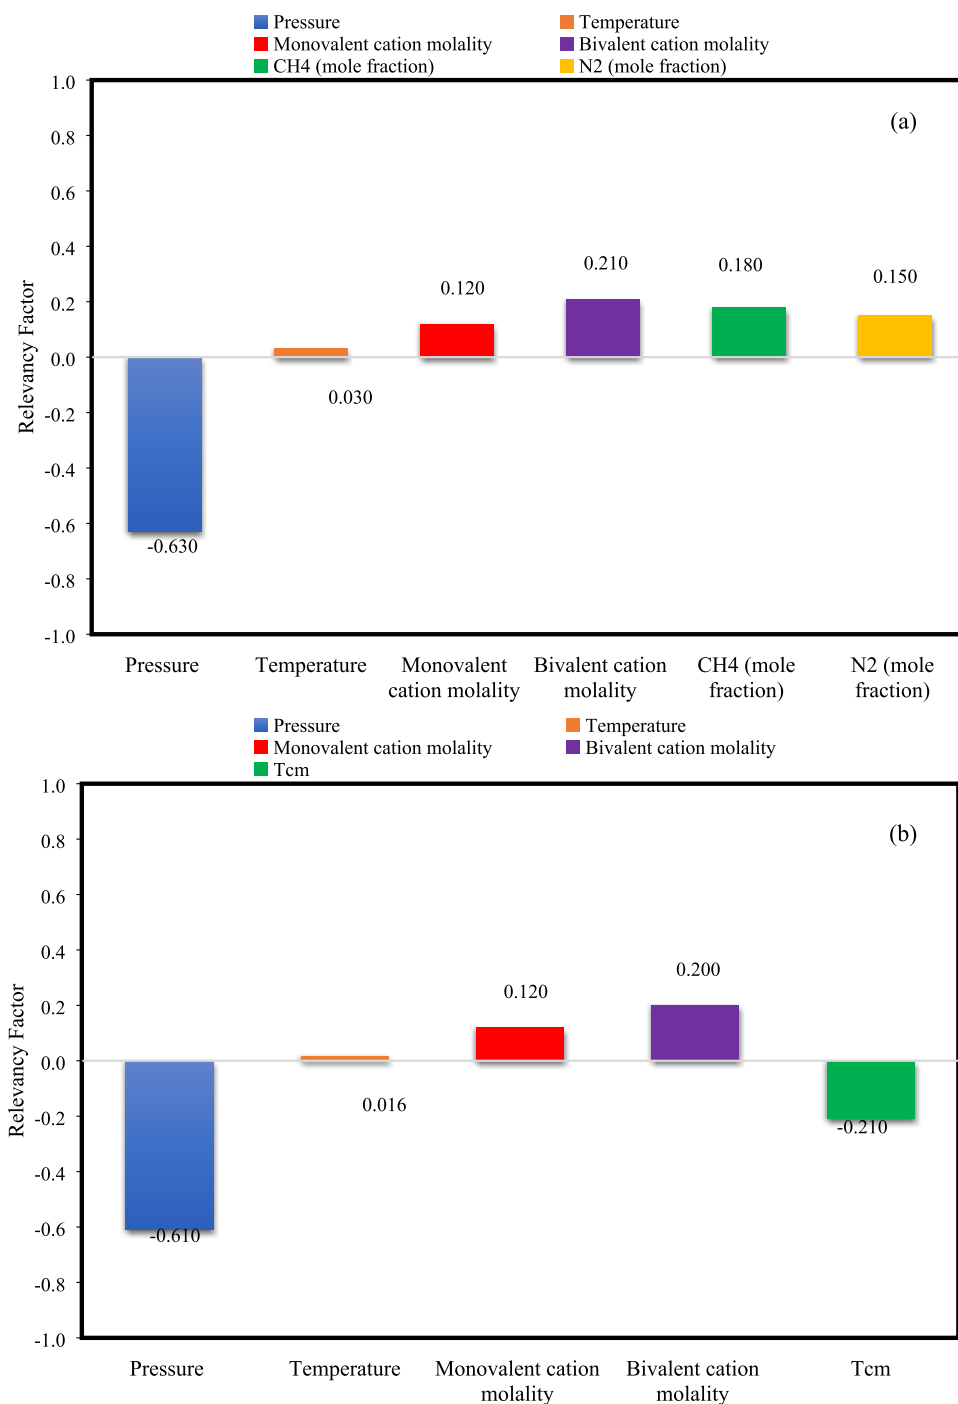 Pressure
Temperature
Monovalent cation molality
Bivalent cation molality
CH4 (mole fraction)
N2 (mole fraction)
(a)
1.0
0.8
0.6
0.4
0.2
0.0
-0.2
-0.4
-0.6
-0.8
-1.0
Relevancy Factor
-0.630
0.030
0.120
0.210
0.180
0.150
Pressure
Temperature
Monovalent
cation molality
Bivalent cation
molality
CH4 (mole
fraction)
N2 (mole
fraction)
Pressure
Temperature
Monovalent cation molality
Bivalent cation molality
Tcm
(b)
1.0
0.8
0.6
0.4
0.2
0.0
-0.2
-0.4
-0.6
-0.8
-1.0
Relevancy Factor
-0.610
0.016
0.120
0.200
-0.210
Pressure
Temperature
Monovalent cation
molality
Bivalent cation
molality
Tcm